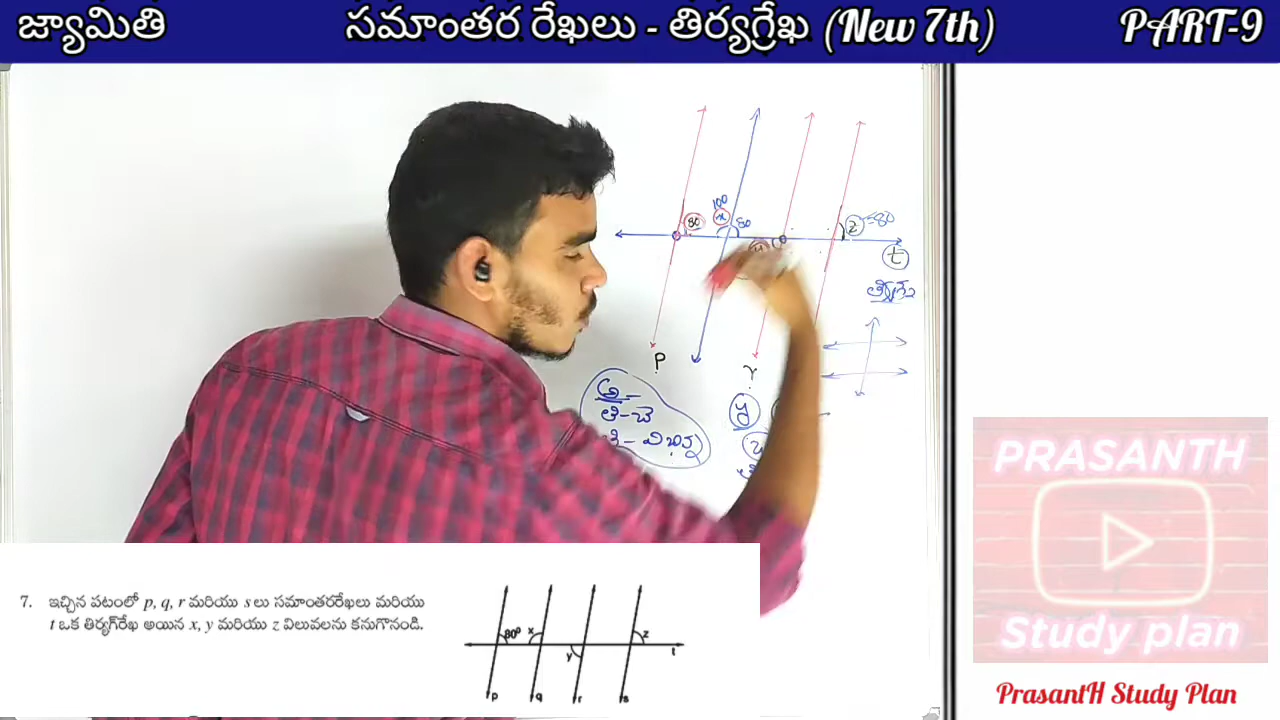 జ్యామితి
సమాంతర రేఖలు - తిర్యగ్రేఖ (New 7th)
PART-9
100
80
x
80
z
=80
t
p
r
y
7. ఇచ్చిన పటంలో p, q, r మరియు s లు సమాంతరరేఖలు మరియు
t ఒక తిర్యగ్‌రేఖ అయిన x, y మరియు z విలువలను కనుగొనండి.
80⁰
x
y
z
t
p
q
r
s
PRASANTH
Study plan
PrasantH Study Plan